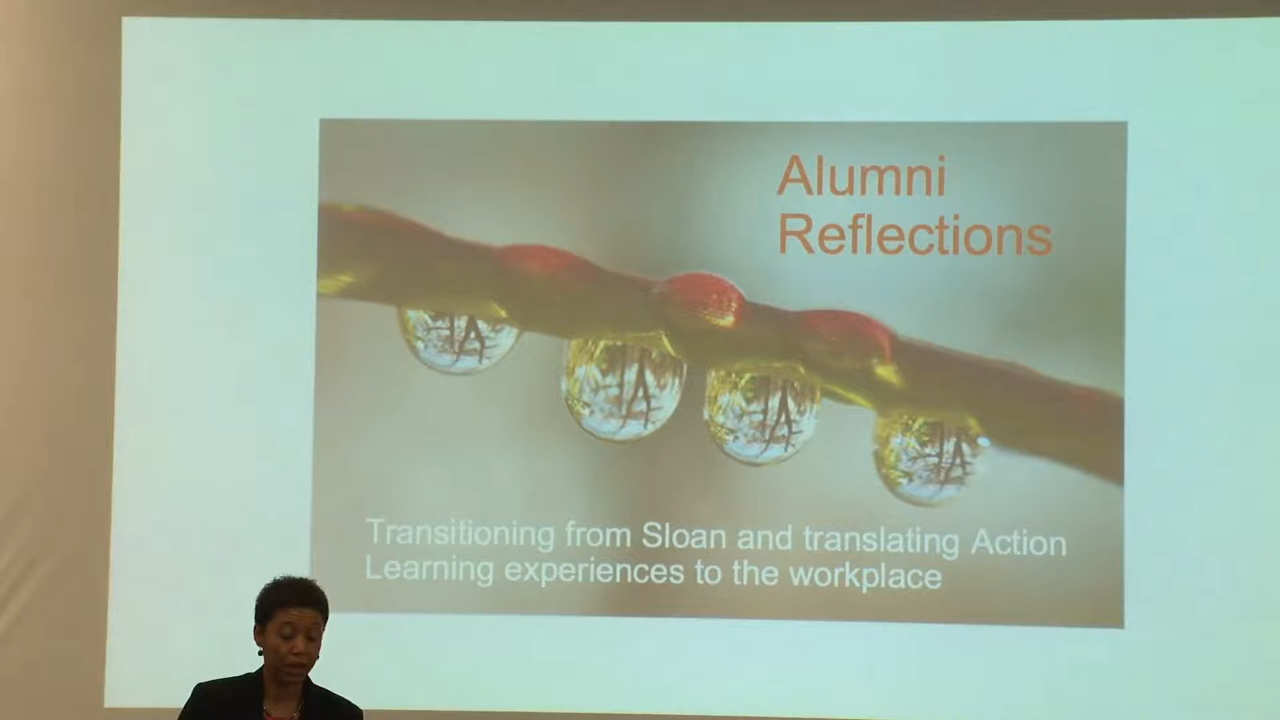 Alumni
Reflections
Transitioning from Sloan and translating Action
Learning experiences to the workplace